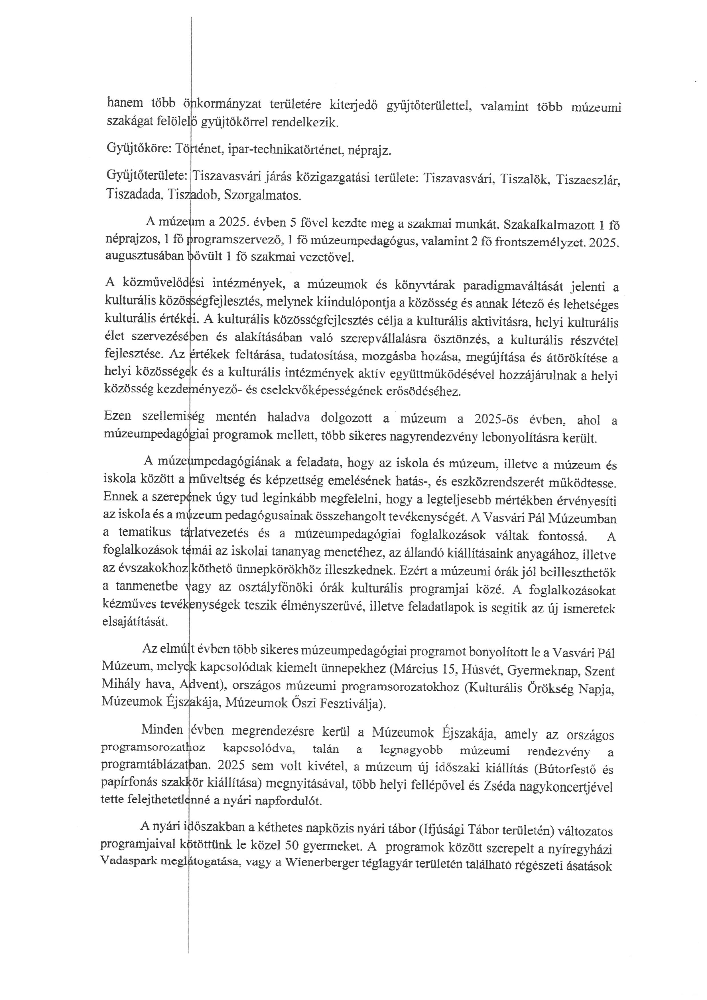 hanem több önkormányzat területére kiterjedő gyűjtőterülettel, valamint több múzeumi
szakágat felölelő gyűjtőkörrel rendelkezik.
Gyűjtőköre: Történet, ipar-technikatörténet, néprajz.
Gyűjtőterülete: Tiszavasvári járás közigazgatási területe: Tiszavasvári, Tiszalök, Tiszaeszlár,
Tiszadada, Tiszadob, Szorgalmatos.
A múzeum a 2025. évben 5 fővel kezdte meg a szakmai munkát. Szakalkalmazott 1 fő
néprajzos, 1 fő programszervező, 1 fő múzeumpedagógus, valamint 2 fő frontszemélyzet. 2025.
augusztusában bővült 1 fő szakmai vezetővel.
A közművelődési intézmények, a múzeumok és könyvtárak paradigmaváltását jelenti a
kulturális közösségfejlesztés, melynek kiindulópontja a közösség és annak létező és lehetséges
kulturális értékei. A kulturális közösségfejlesztés célja a kulturális aktivitásra, helyi kulturális
élet szervezésében és alakításában való szerepvállalásra ösztönzés, a kulturális részvétel
fejlesztése. Az értékek feltárása, tudatosítása, mozgásba hozása, megújítása és átörökítése a
helyi közösségek és a kulturális intézmények aktív együttműködésével hozzájárulnak a helyi
közösség kezdeményező- és cselekvőképességének erősödéséhez.
Ezen szellemiség mentén haladva dolgozott a múzeum a 2025-ös évben, ahol a
múzeumpedagógiai programok mellett, több sikeres nagyrendezvény lebonyolításra került.
A múzeumpedagógiának a feladata, hogy az iskola és múzeum, illetve a múzeum és
iskola között a műveltség és képzettség emelésének hatás-, és eszközrendszerét működtesse.
Ennek a szerepének úgy tud leginkább megfelelni, hogy a legteljesebb mértékben érvényesíti
az iskola és a múzeum pedagógusainak összehangolt tevékenységét. A Vasvári Pál Múzeumban
a tematikus tárlatvezetés és a múzeumpedagógiai foglalkozások váltak fontossá. A
foglalkozások témái az iskolai tananyag menetéhez, az állandó kiállításaink anyagához, illetve
az évszakokhoz köthető ünnepkörökhöz illeszkednek. Ezért a múzeumi órák jól beilleszthetők
a tanmenetbe vagy az osztályfőnöki órák kulturális programjai közé. A foglalkozásokat
kézműves tevékenységek teszik élményszerűvé, illetve feladatlapok is segítik az új ismeretek
elsajátítását.
Az elmúlt évben több sikeres múzeumpedagógiai programot bonyolított le a Vasvári Pál
Múzeum, melyek kapcsolódtak kiemelt ünnepekhez (Március 15, Húsvét, Gyermeknap, Szent
Mihály hava, Advent), országos múzeumi programsorozatokhoz (Kulturális Örökség Napja,
Múzeumok Éjszakája, Múzeumok Őszi Fesztiválja).
Minden évben megrendezésre kerül a Múzeumok Éjszakája, amely az országos
programsorozathoz kapcsolódva, talán a legnagyobb múzeumi rendezvény a
programtáblázatban. 2025 sem volt kivétel, a múzeum új időszaki kiállítás (Bútorfestő és
papírfonás szakkör kiállítása) megnyitásával, több helyi fellépővel és Zséda nagykoncertjével
tette felejthetetlenné a nyári napfordulót.
A nyári időszakban a kéthetes napközis nyári tábor (Ifjúsági Tábor területén) változatos
programjaival kötöttünk le közel 50 gyermeket. A programok között szerepelt a nyíregyházi
Vadaspark meglátogatása, vagy a Wienerberger téglagyár területén található régészeti ásatások